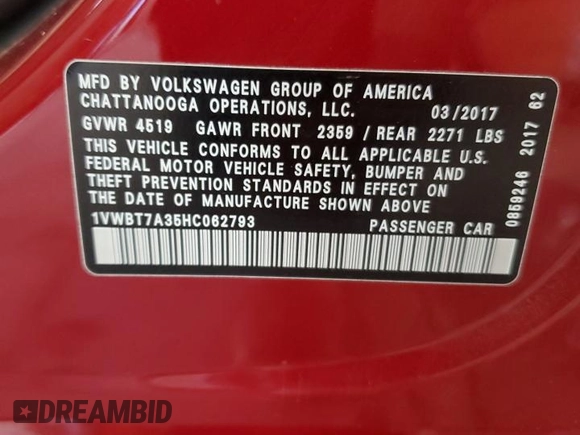 MFD BY VOLKSWAGEN GROUP OF AMERICA
CHATTANOOGA OPERATIONS, LLC. 03/2017
GVWR 4519 GAWR FRONT 2359 / REAR 2271 LBS
THIS VEHICLE CONFORMS TO ALL APPLICABLE U.S.
FEDERAL MOTOR VEHICLE SAFETY, BUMPER AND
THEFT PREVENTION STANDARDS IN EFFECT ON
THE DATE OF MANUFACTURE SHOWN ABOVE
1VWBT7A35HC062793 PASSENGER CAR
0859246 2017 62
DREAMBID